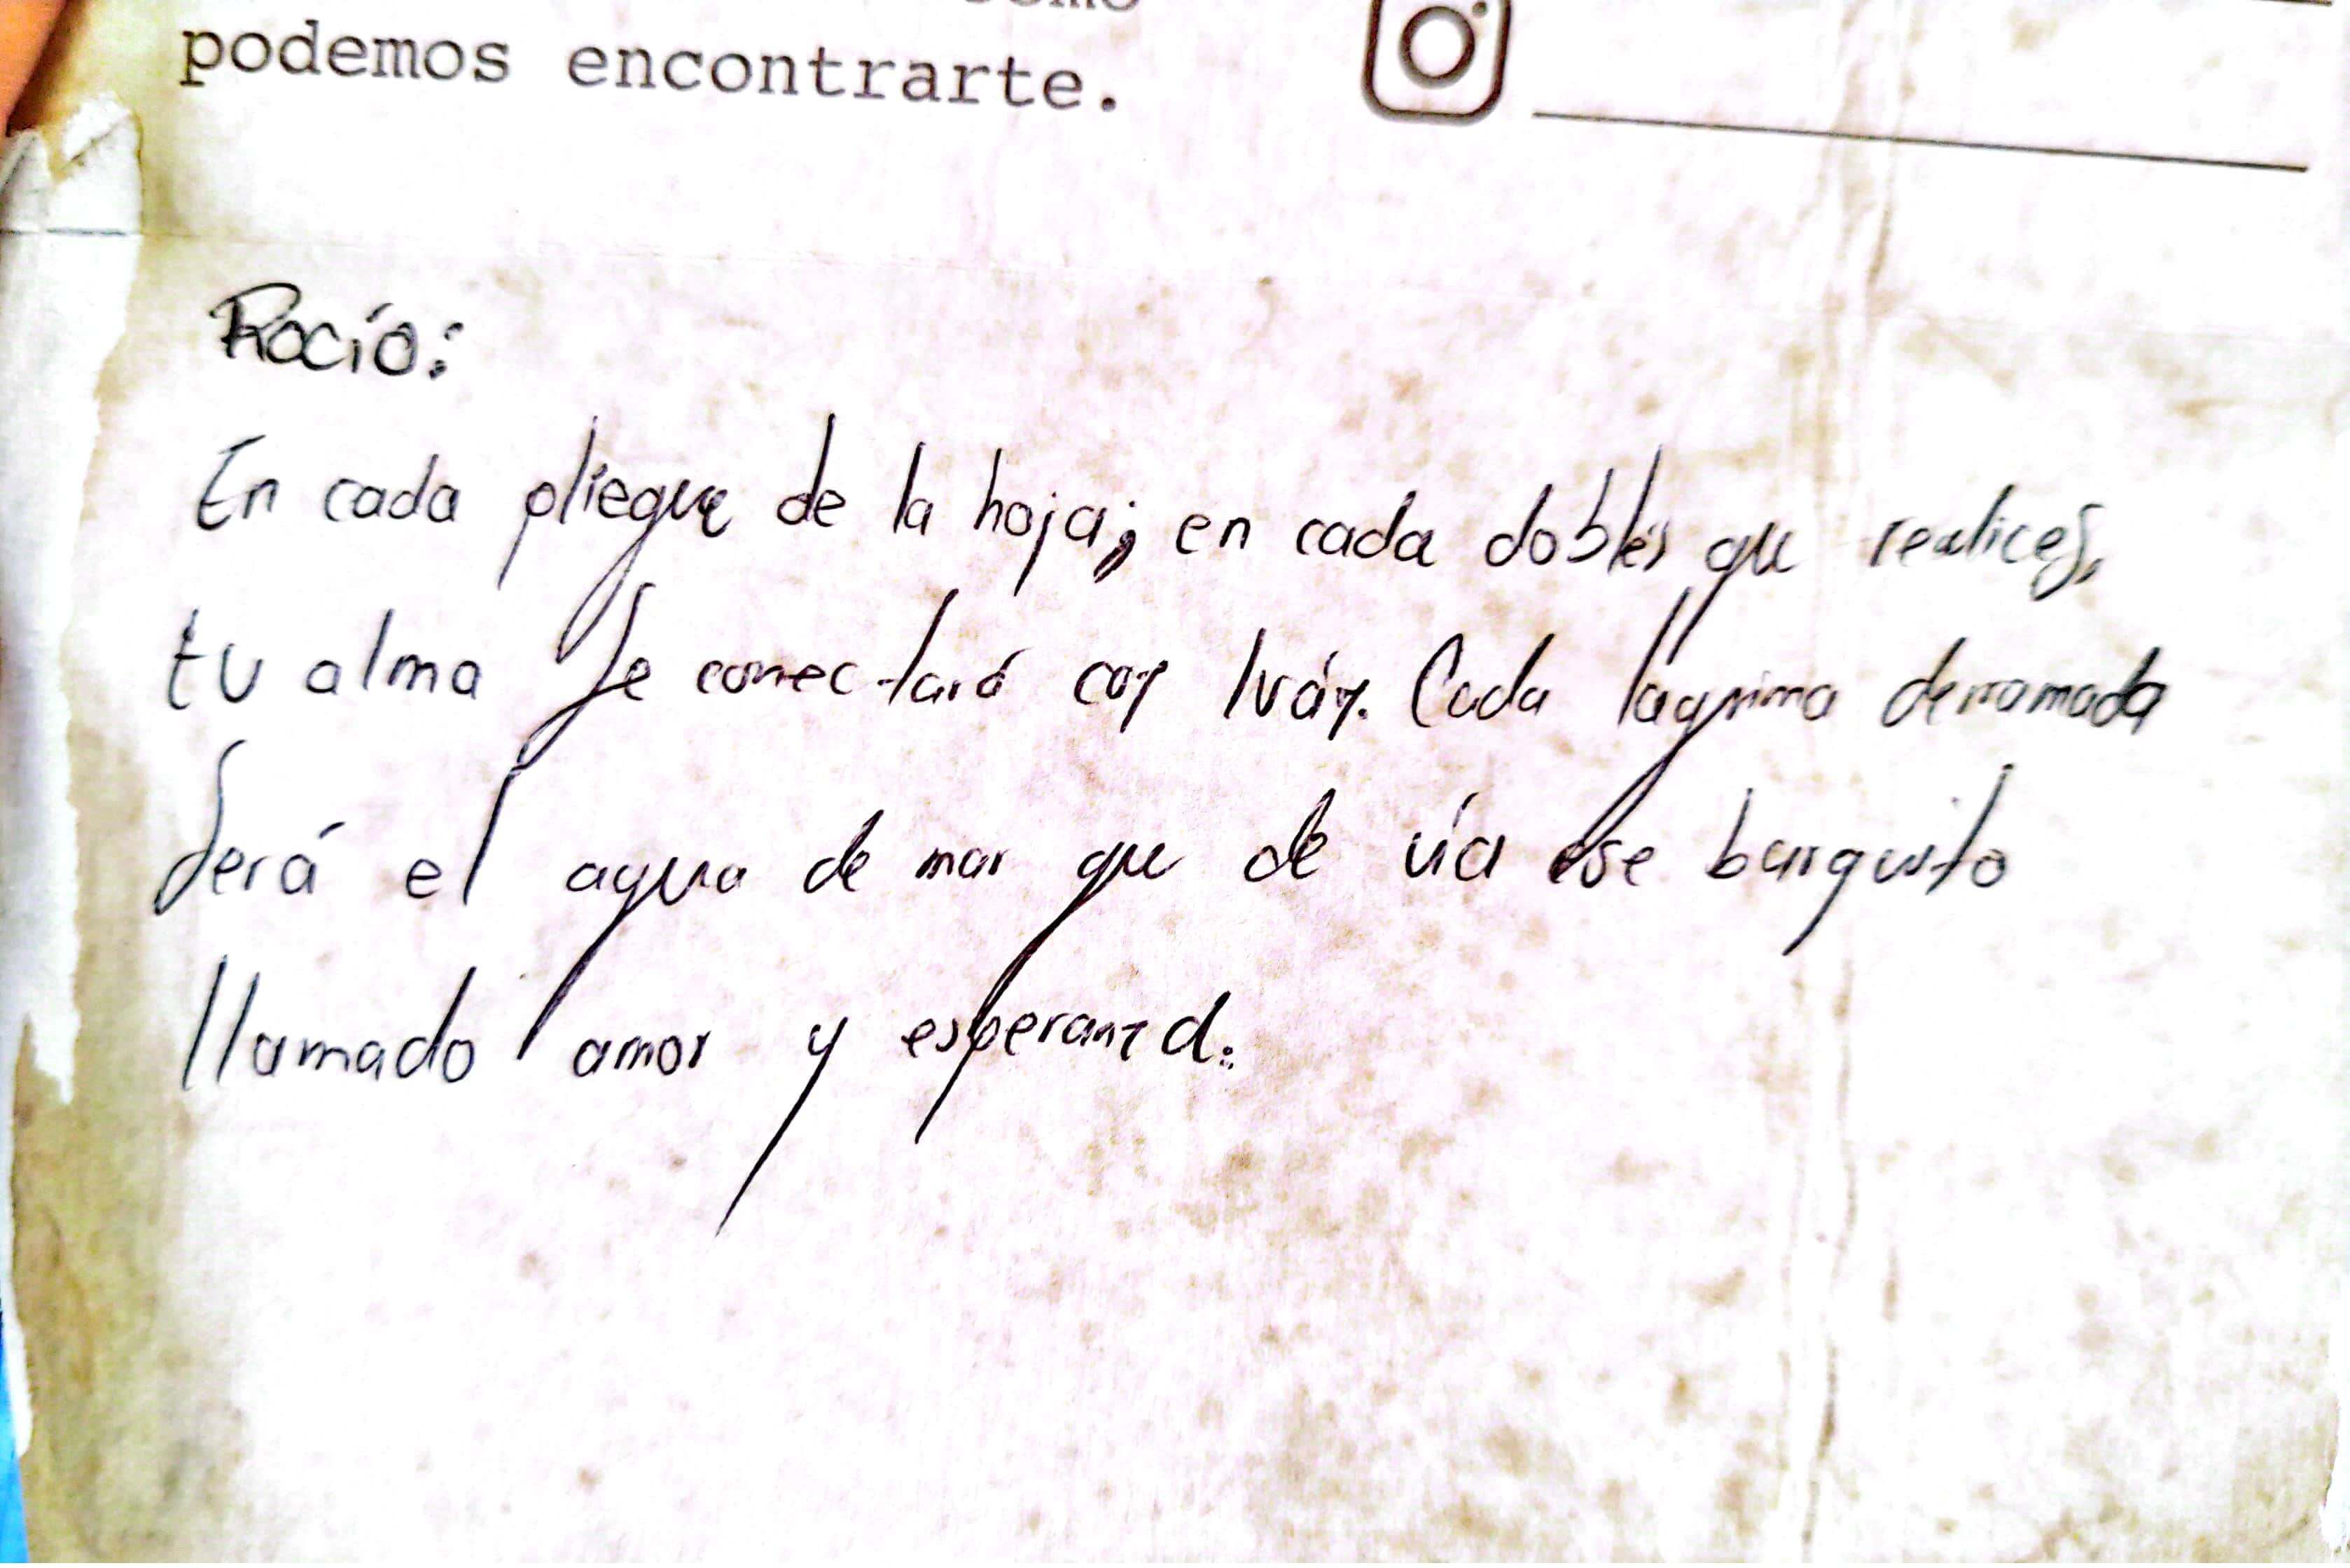 podemos encontrarte.
Rocío:
En cada pliegue de la hoja; en cada doblés que realices,
tu alma se conectará con Iván. Cada lágrima derramada
será el agua de mar que de vía ese barquito
llamado amor y esperanza.